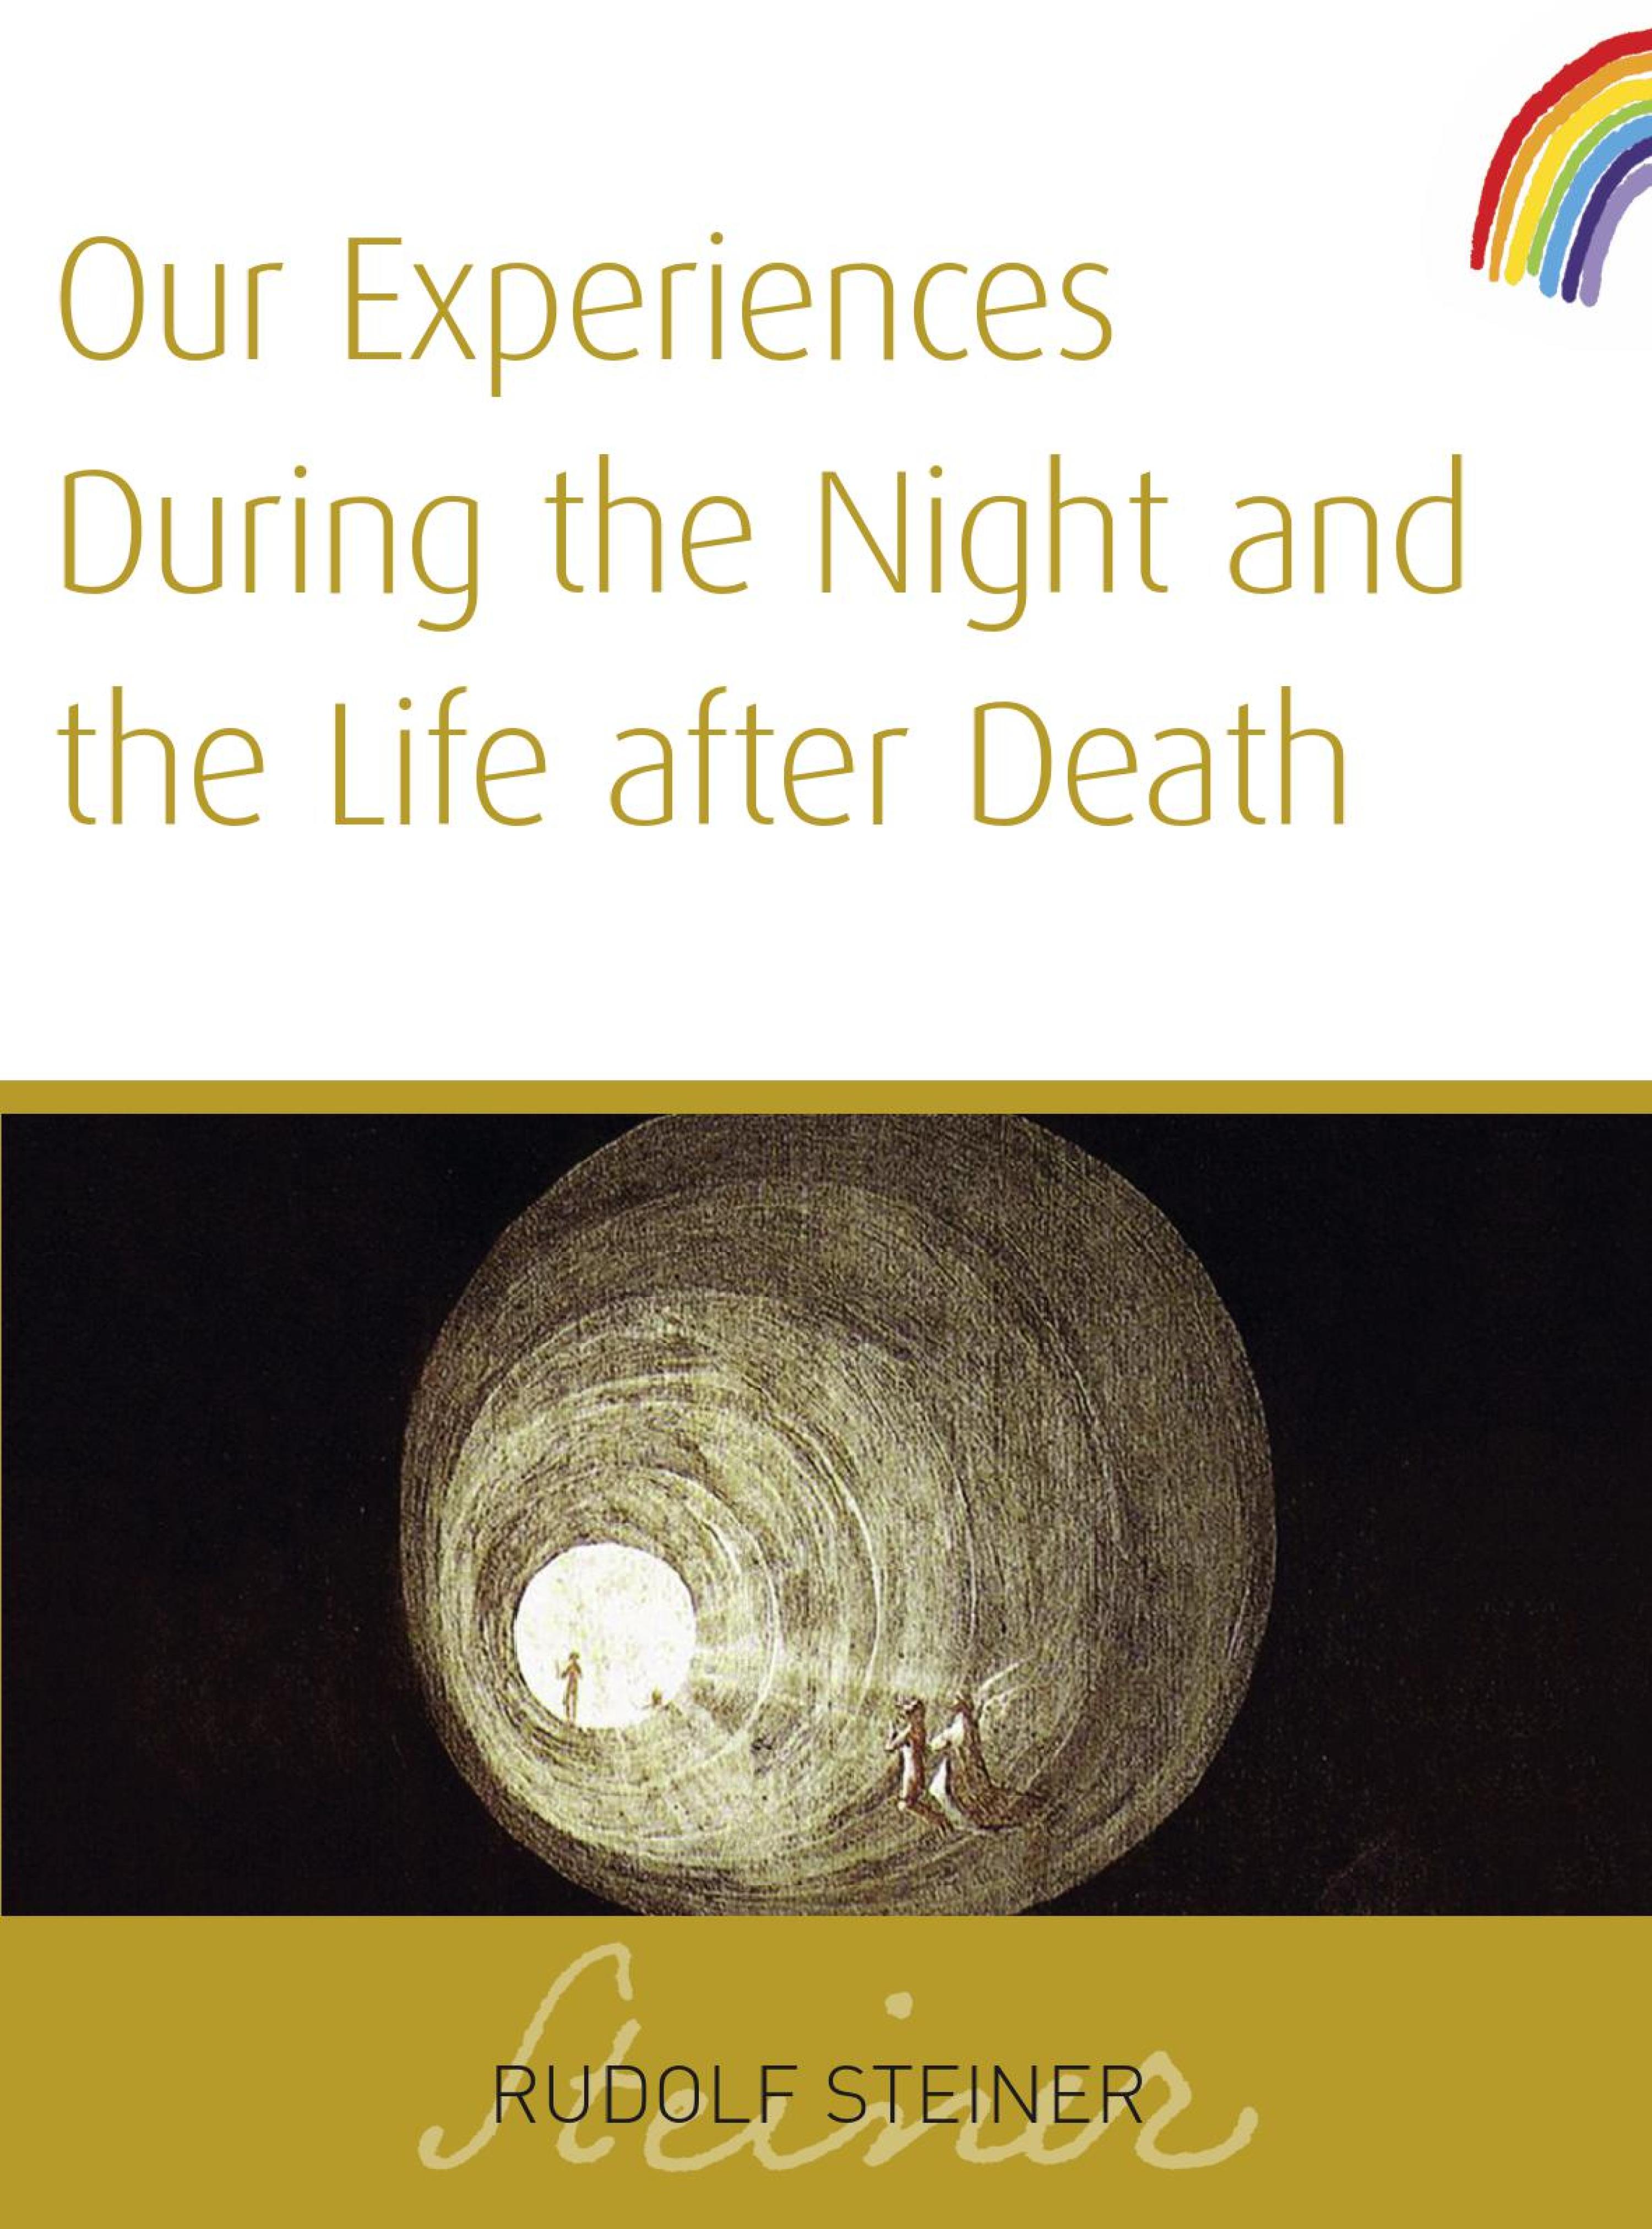 Our Experiences
During the Night and
the Life after Death
Steiner
RUDOLF STEINER